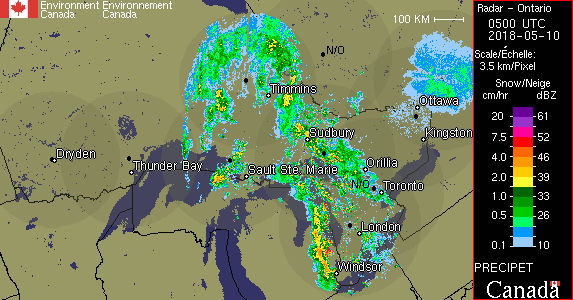 Environment Environnement
Canada Canada
100 KM
N/O
Timmins
Ottawa
Sudbury
Kingston
Dryden
Thunder Bay
Sault Ste. Marie
Orillia
N/O
Toronto
London
Windsor
Radar - Ontario
0500 UTC
2018-05-10
Scale/Échelle:
3.5 km/Pixel
Snow/Neige
cm/hr dBZ
20 61
7.5 52
4.0 46
2.0 39
1.0 33
0.5 26
0.1 10
PRECIPET
Canada